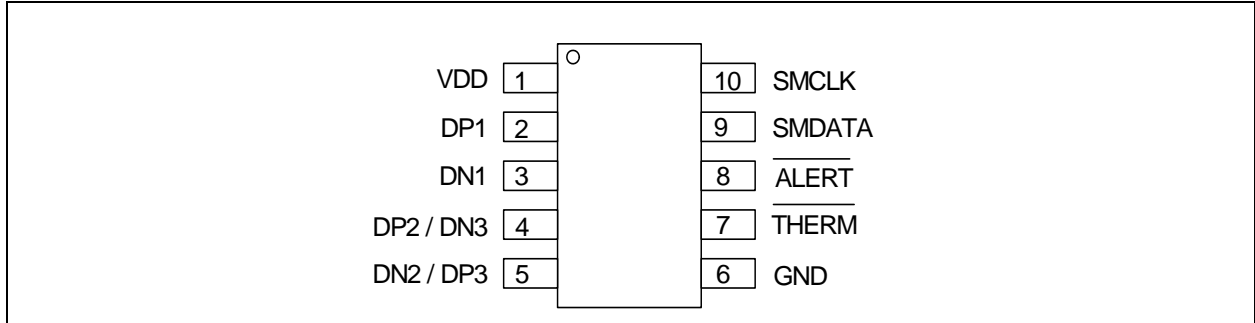 VDD 1 10 SMCLK
DP1 2 9 SMDATA
DN1 3 8 ALERT
DP2 / DN3 4 7 THERM
DN2 / DP3 5 6 GND